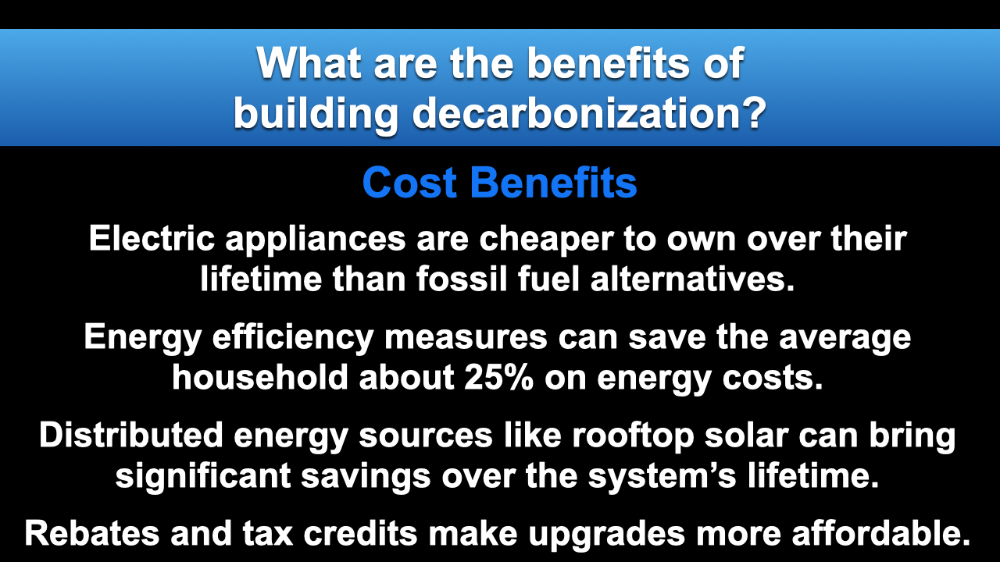 What are the benefits of
building decarbonization?
Cost Benefits
Electric appliances are cheaper to own over their
lifetime than fossil fuel alternatives.
Energy efficiency measures can save the average
household about 25% on energy costs.
Distributed energy sources like rooftop solar can bring
significant savings over the system’s lifetime.
Rebates and tax credits make upgrades more affordable.